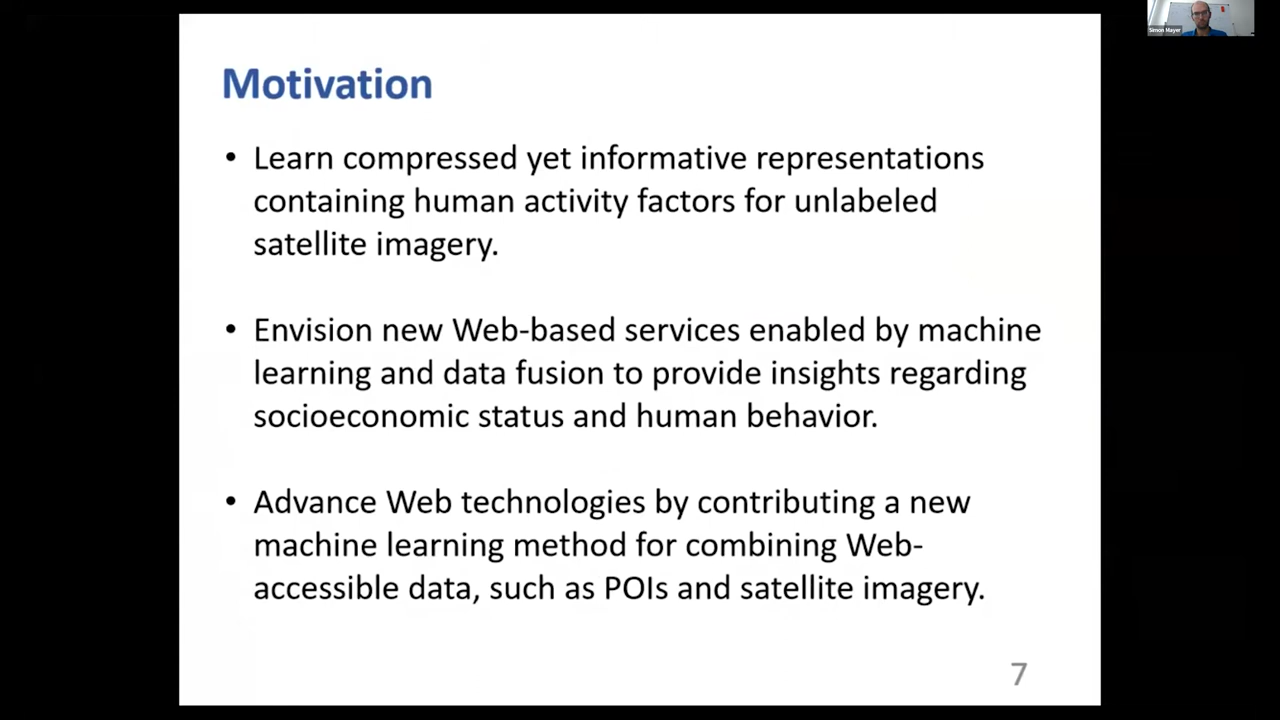 Motivation
• Learn compressed yet informative representations
containing human activity factors for unlabeled
satellite imagery.
• Envision new Web-based services enabled by machine
learning and data fusion to provide insights regarding
socioeconomic status and human behavior.
• Advance Web technologies by contributing a new
machine learning method for combining Web-
accessible data, such as POIs and satellite imagery.
7
Simon Mayer